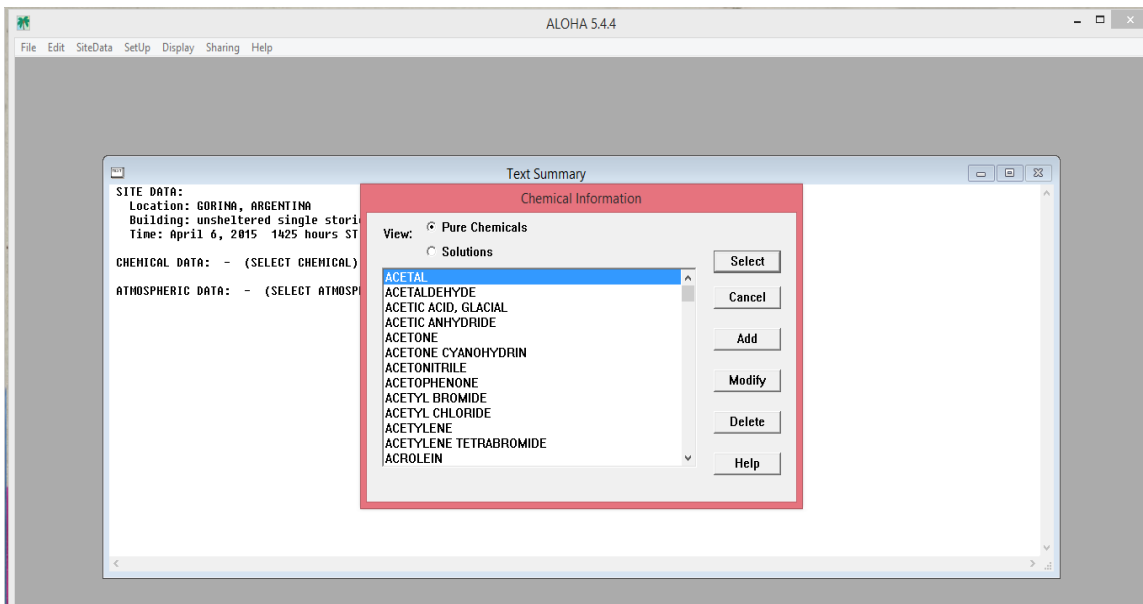 ALOHA 5.4.4
File Edit SiteData SetUp Display Sharing Help
Text Summary
SITE DATA:
Location: GORINA, ARGENTINA
Building: unsheltered single stori
Time: April 6, 2015 1425 hours ST
CHEMICAL DATA: - (SELECT CHEMICAL)
ATMOSPHERIC DATA: - (SELECT ATMOSP
Chemical Information
View:
Pure Chemicals
Solutions
ACETAL
ACETALDEHYDE
ACETIC ACID, GLACIAL
ACETIC ANHYDRIDE
ACETONE
ACETONE CYANOHYDRIN
ACETONITRILE
ACETOPHENONE
ACETYL BROMIDE
ACETYL CHLORIDE
ACETYLENE
ACETYLENE TETRABROMIDE
ACROLEIN
Select
Cancel
Add
Modify
Delete
Help